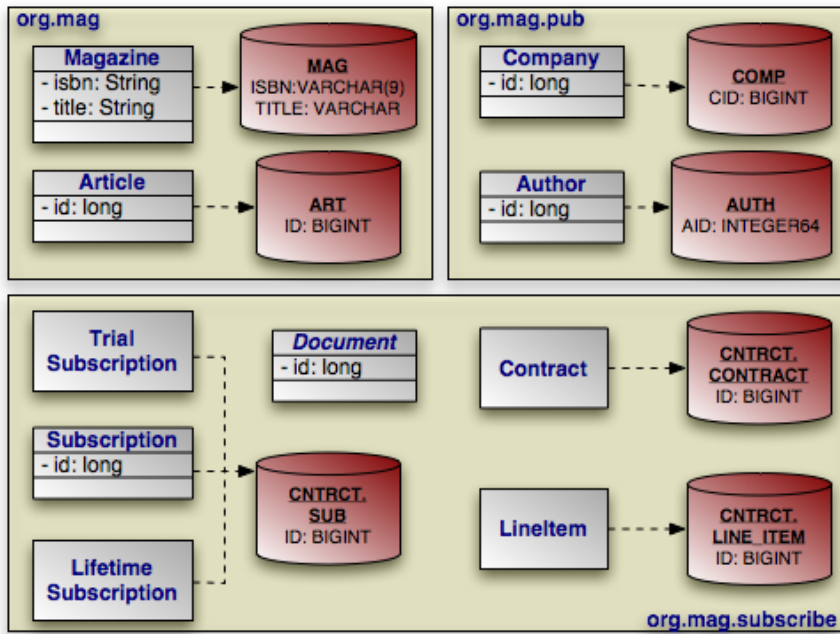 org.mag
Magazine
- isbn: String
- title: String
MAG
ISBN:VARCHAR(9)
TITLE: VARCHAR
Article
- id: long
ART
ID: BIGINT
org.mag.pub
Company
- id: long
COMP
CID: BIGINT
Author
- id: long
AUTH
AID: INTEGER64
Trial
Subscription
Document
- id: long
Contract
CNTRCT.
CONTRACT
ID: BIGINT
Subscription
- id: long
CNTRCT.
SUB
ID: BIGINT
LineItem
CNTRCT.
LINE_ITEM
ID: BIGINT
Lifetime
Subscription
org.mag.subscribe